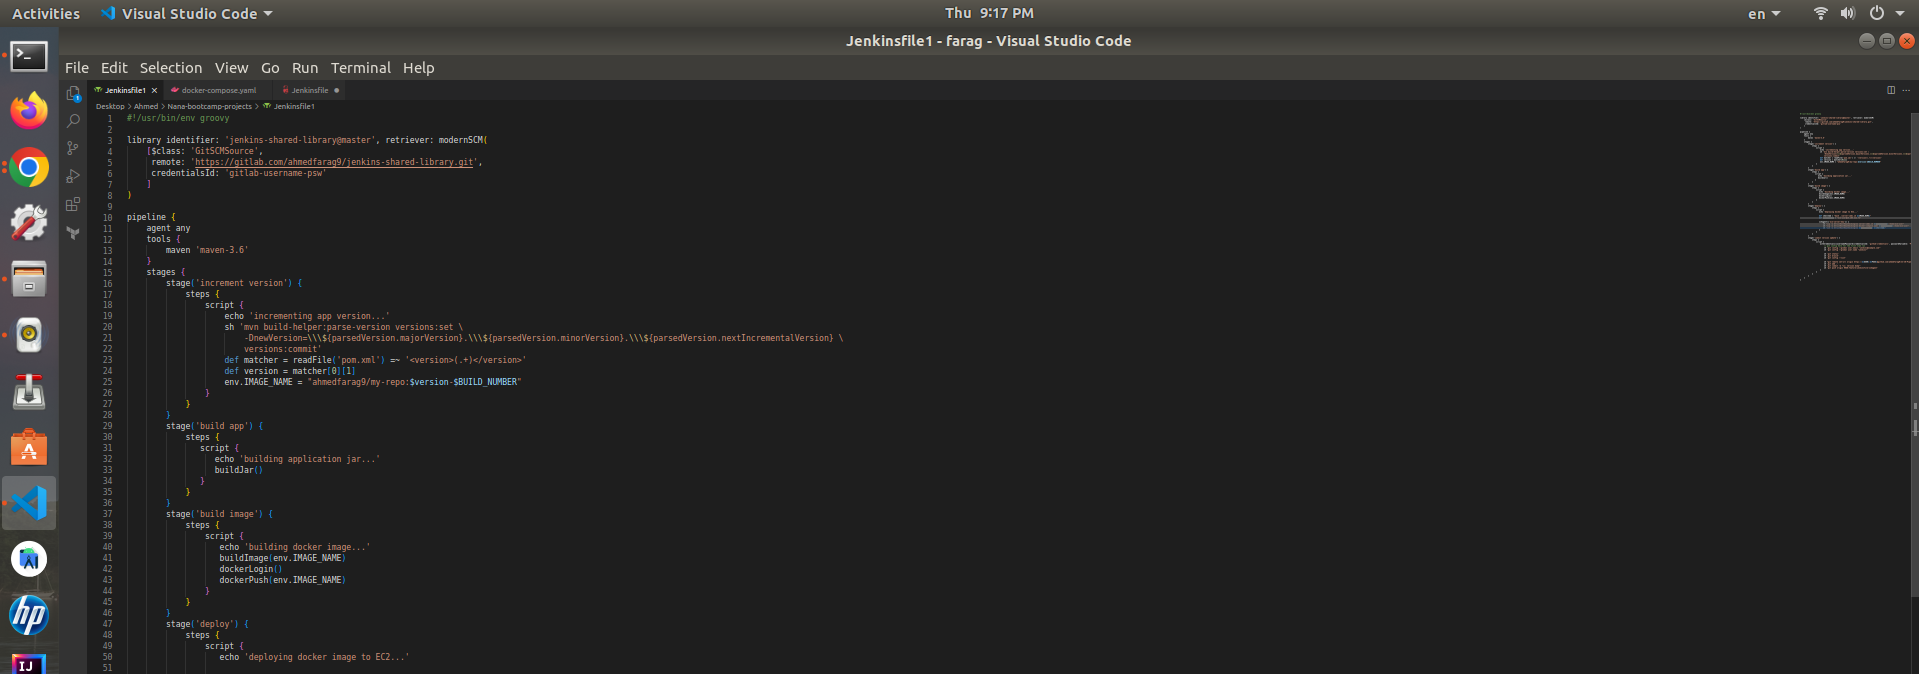 Activities Visual Studio Code Thu 9:17 PM en
Jenkinsfile1 - farag - Visual Studio Code
File Edit Selection View Go Run Terminal Help
Jenkinsfile1 docker-compose.yaml Jenkinsfile
Desktop > Ahmed > Nana-bootcamp-projects > Jenkinsfile1
1 #!/usr/bin/env groovy
2
3 library identifier: 'jenkins-shared-library@master', retriever: modernSCM(
4 [$class: 'GitSCMSource',
5 remote: 'https://gitlab.com/ahmedfarag9/jenkins-shared-library.git',
6 credentialsId: 'gitlab-username-psw'
7 ]
8 )
9
10 pipeline {
11 agent any
12 tools {
13 maven 'maven-3.6'
14 }
15 stages {
16 stage('increment version') {
17 steps {
18 script {
19 echo 'incrementing app version...'
20 sh 'mvn build-helper:parse-version versions:set \
21 -DnewVersion=\\\${parsedVersion.majorVersion}.\\\${parsedVersion.minorVersion}.\\\${parsedVersion.nextIncrementalVersion} \
22 versions:commit'
23 def matcher = readFile('pom.xml') =~ '<version>(.+)</version>'
24 def version = matcher[0][1]
25 env.IMAGE_NAME = "ahmedfarag9/my-repo:$version-$BUILD_NUMBER"
26 }
27 }
28 }
29 stage('build app') {
30 steps {
31 script {
32 echo 'building application jar...'
33 buildJar()
34 }
35 }
36 }
37 stage('build image') {
38 steps {
39 script {
40 echo 'building docker image...'
41 buildImage(env.IMAGE_NAME)
42 dockerLogin()
43 dockerPush(env.IMAGE_NAME)
44 }
45 }
46 }
47 stage('deploy') {
48 steps {
49 script {
50 echo 'deploying docker image to EC2...'
51
1
A
AI
hp
IJ